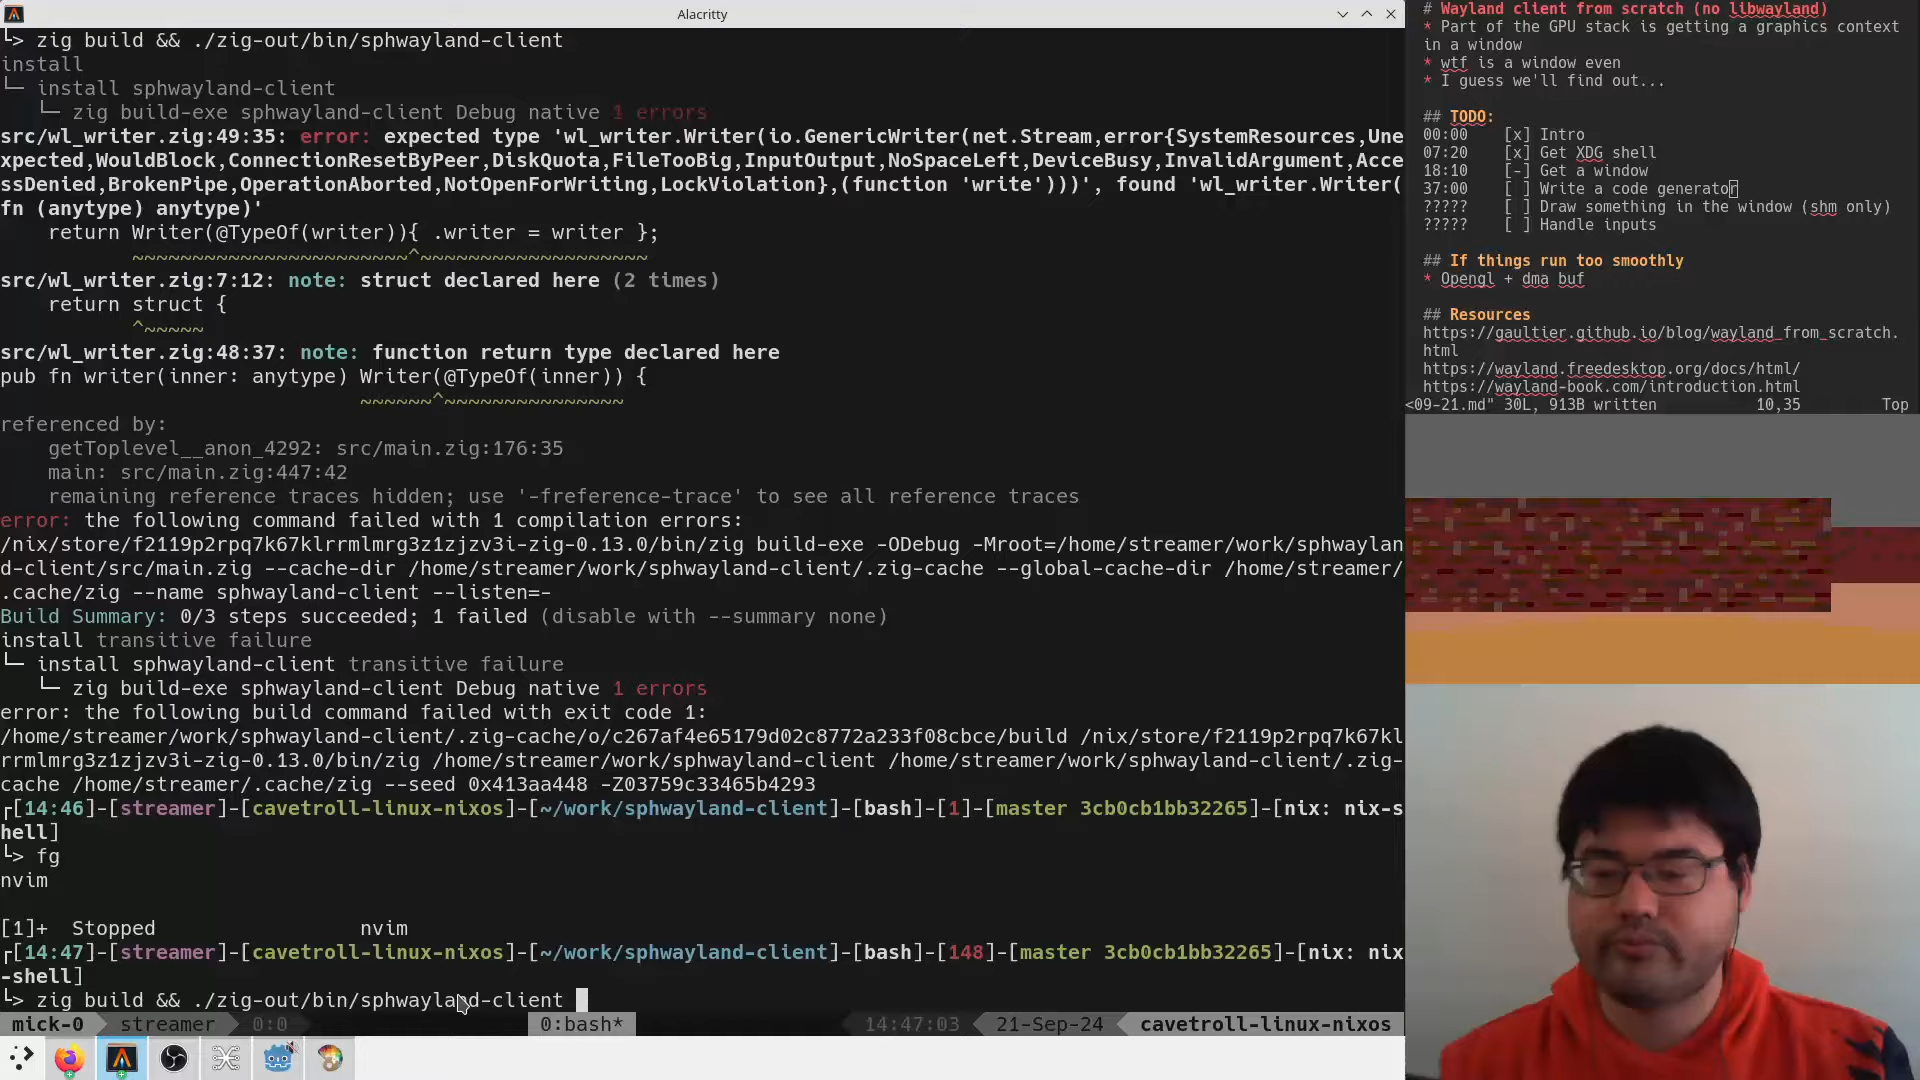 Alacritty
└> zig build && ./zig-out/bin/sphwayland-client
install
└─ install sphwayland-client
   └─ zig build-exe sphwayland-client Debug native 1 errors
src/wl_writer.zig:49:35: error: expected type 'wl_writer.Writer(io.GenericWriter(net.Stream,error{SystemResources,Une
xpected,WouldBlock,ConnectionResetByPeer,DiskQuota,FileTooBig,InputOutput,NoSpaceLeft,DeviceBusy,InvalidArgument,Acce
ssDenied,BrokenPipe,OperationAborted,NotOpenForWriting,LockViolation},(function 'write')))', found 'wl_writer.Writer(
fn (anytype) anytype)'
    return Writer(@TypeOf(writer)){ .writer = writer };
           ~~~~~~~~~~~~~~~~~~~~~~~^~~~~~~~~~~~~~~~~~~~
src/wl_writer.zig:7:12: note: struct declared here (2 times)
    return struct {
           ^~~~~~
src/wl_writer.zig:48:37: note: function return type declared here
pub fn writer(inner: anytype) Writer(@TypeOf(inner)) {
                              ~~~~~~^~~~~~~~~~~~~~~~
referenced by:
    getToplevel__anon_4292: src/main.zig:176:35
    main: src/main.zig:447:42
    remaining reference traces hidden; use '-freference-trace' to see all reference traces
error: the following command failed with 1 compilation errors:
/nix/store/f2119p2rpq7k67klrrmlmrg3z1zjzv3i-zig-0.13.0/bin/zig build-exe -ODebug -Mroot=/home/streamer/work/sphwaylan
d-client/src/main.zig --cache-dir /home/streamer/work/sphwayland-client/.zig-cache --global-cache-dir /home/streamer/
.cache/zig --name sphwayland-client --listen=-
Build Summary: 0/3 steps succeeded; 1 failed (disable with --summary none)
install transitive failure
└─ install sphwayland-client transitive failure
   └─ zig build-exe sphwayland-client Debug native 1 errors
error: the following build command failed with exit code 1:
/home/streamer/work/sphwayland-client/.zig-cache/o/c267af4e65179d02c8772a233f08cbce/build /nix/store/f2119p2rpq7k67kl
rrmlmrg3z1zjzv3i-zig-0.13.0/bin/zig /home/streamer/work/sphwayland-client /home/streamer/work/sphwayland-client/.zig-
cache /home/streamer/.cache/zig --seed 0x413aa448 -Z03759c33465b4293
┌[14:46]-[streamer]-[cavetroll-linux-nixos]-[~/work/sphwayland-client]-[bash]-[1]-[master 3cb0cb1bb32265]-[nix: nix-s
hell]
└> fg
nvim
[1]+  Stopped                 nvim
┌[14:47]-[streamer]-[cavetroll-linux-nixos]-[~/work/sphwayland-client]-[bash]-[148]-[master 3cb0cb1bb32265]-[nix: nix
-shell]
└> zig build && ./zig-out/bin/sphwayland-client
mick-0 streamer 0:0 0:bash* 14:47:03 21-Sep-24 cavetroll-linux-nixos
# Wayland client from scratch (no libwayland)
* Part of the GPU stack is getting a graphics context
in a window
* wtf is a window even
* I guess we'll find out...
## TODO:
00:00    [x] Intro
07:20    [x] Get XDG shell
18:10    [-] Get a window
37:00    [ ] Write a code generator
?????    [ ] Draw something in the window (shm only)
?????    [ ] Handle inputs
## If things run too smoothly
* Opengl + dma buf
## Resources
https://gaultier.github.io/blog/wayland_from_scratch.
html
https://wayland.freedesktop.org/docs/html/
https://wayland-book.com/introduction.html
<09-21.md" 30L, 913B written 10,35 Top